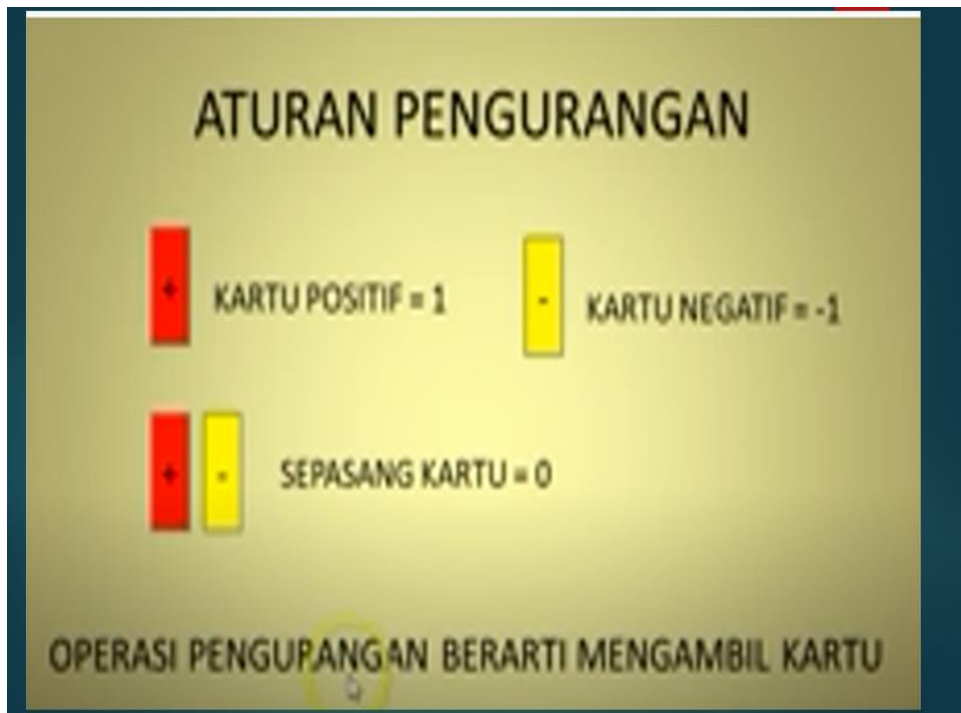 ATURAN PENGURANGAN
+ KARTU POSITIF = 1
- KARTU NEGATIF = -1
+ - SEPASANG KARTU = 0
OPERASI PENGURANGAN BERARTI MENGAMBIL KARTU